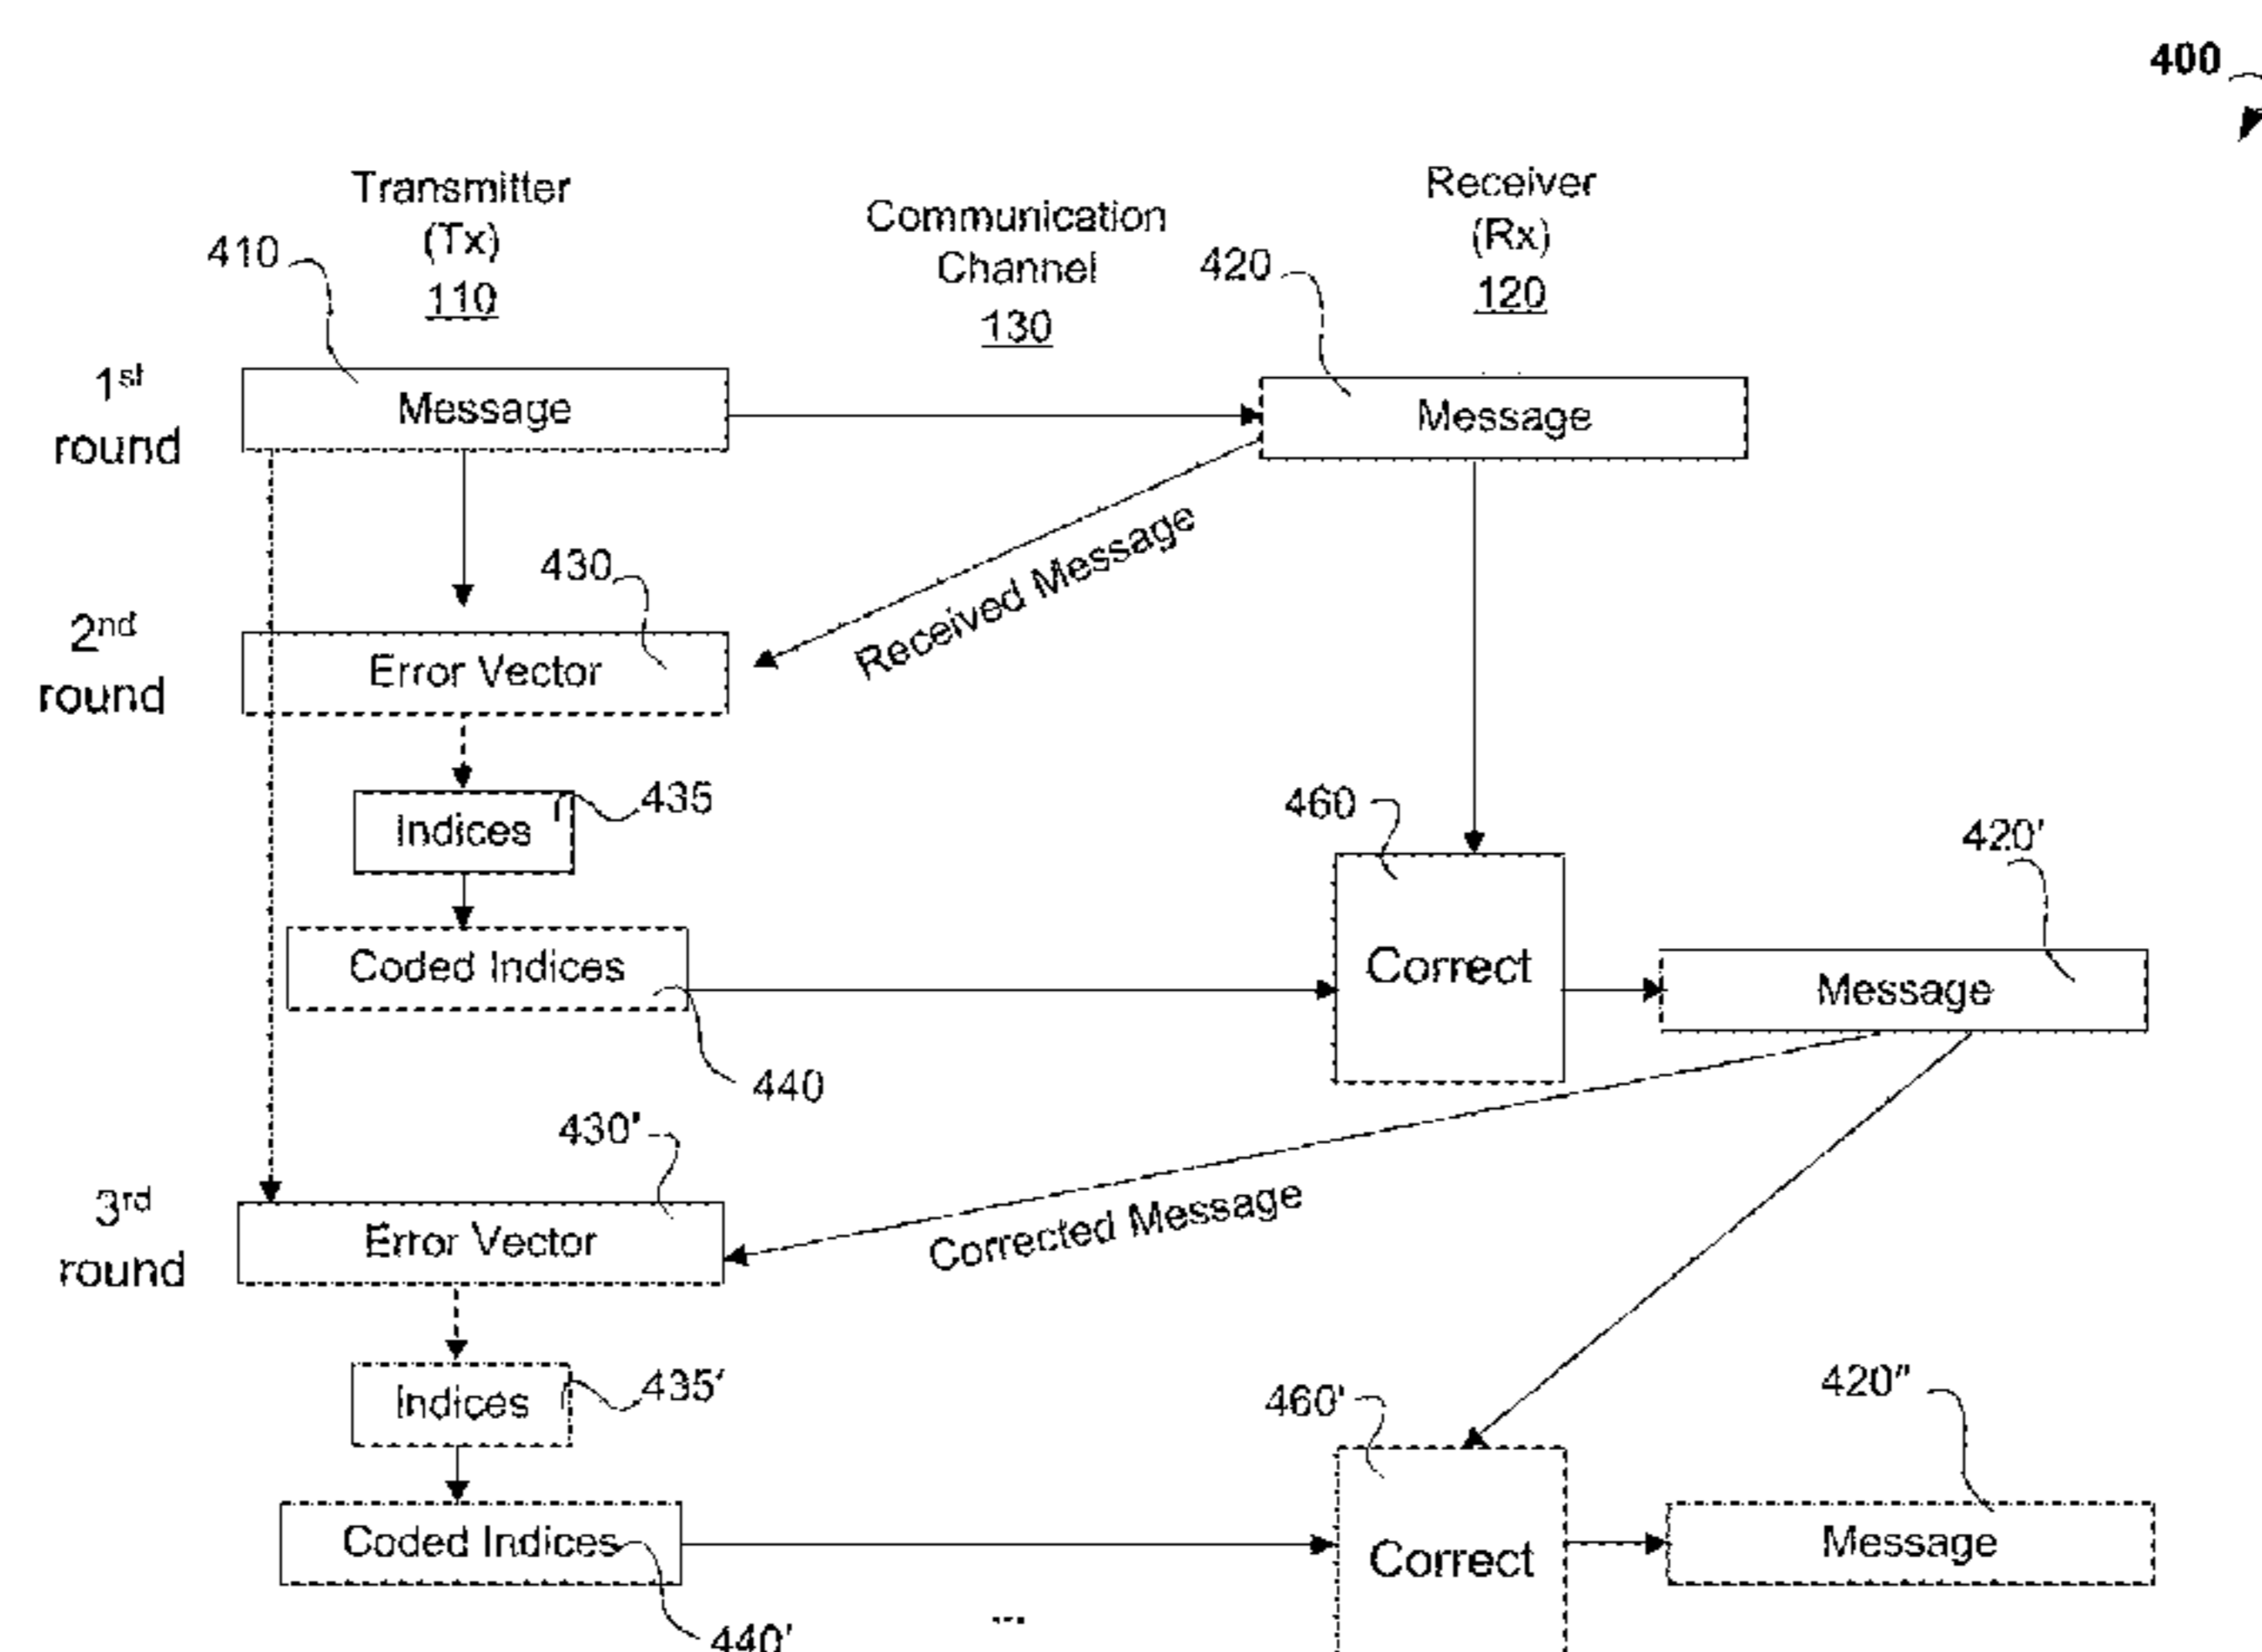 400
Transmitter
(Tx)
110
Communication
Channel
130
Receiver
(Rx)
120
410
420
1st
round
Message
Message
Received Message
430
2nd
round
Error Vector
435
Indices
460
420'
Correct
Coded Indices
Message
440
430'
3rd
round
Error Vector
Corrected Message
435'
Indices
460'
420"
Coded Indices
Correct
Message
...
440'